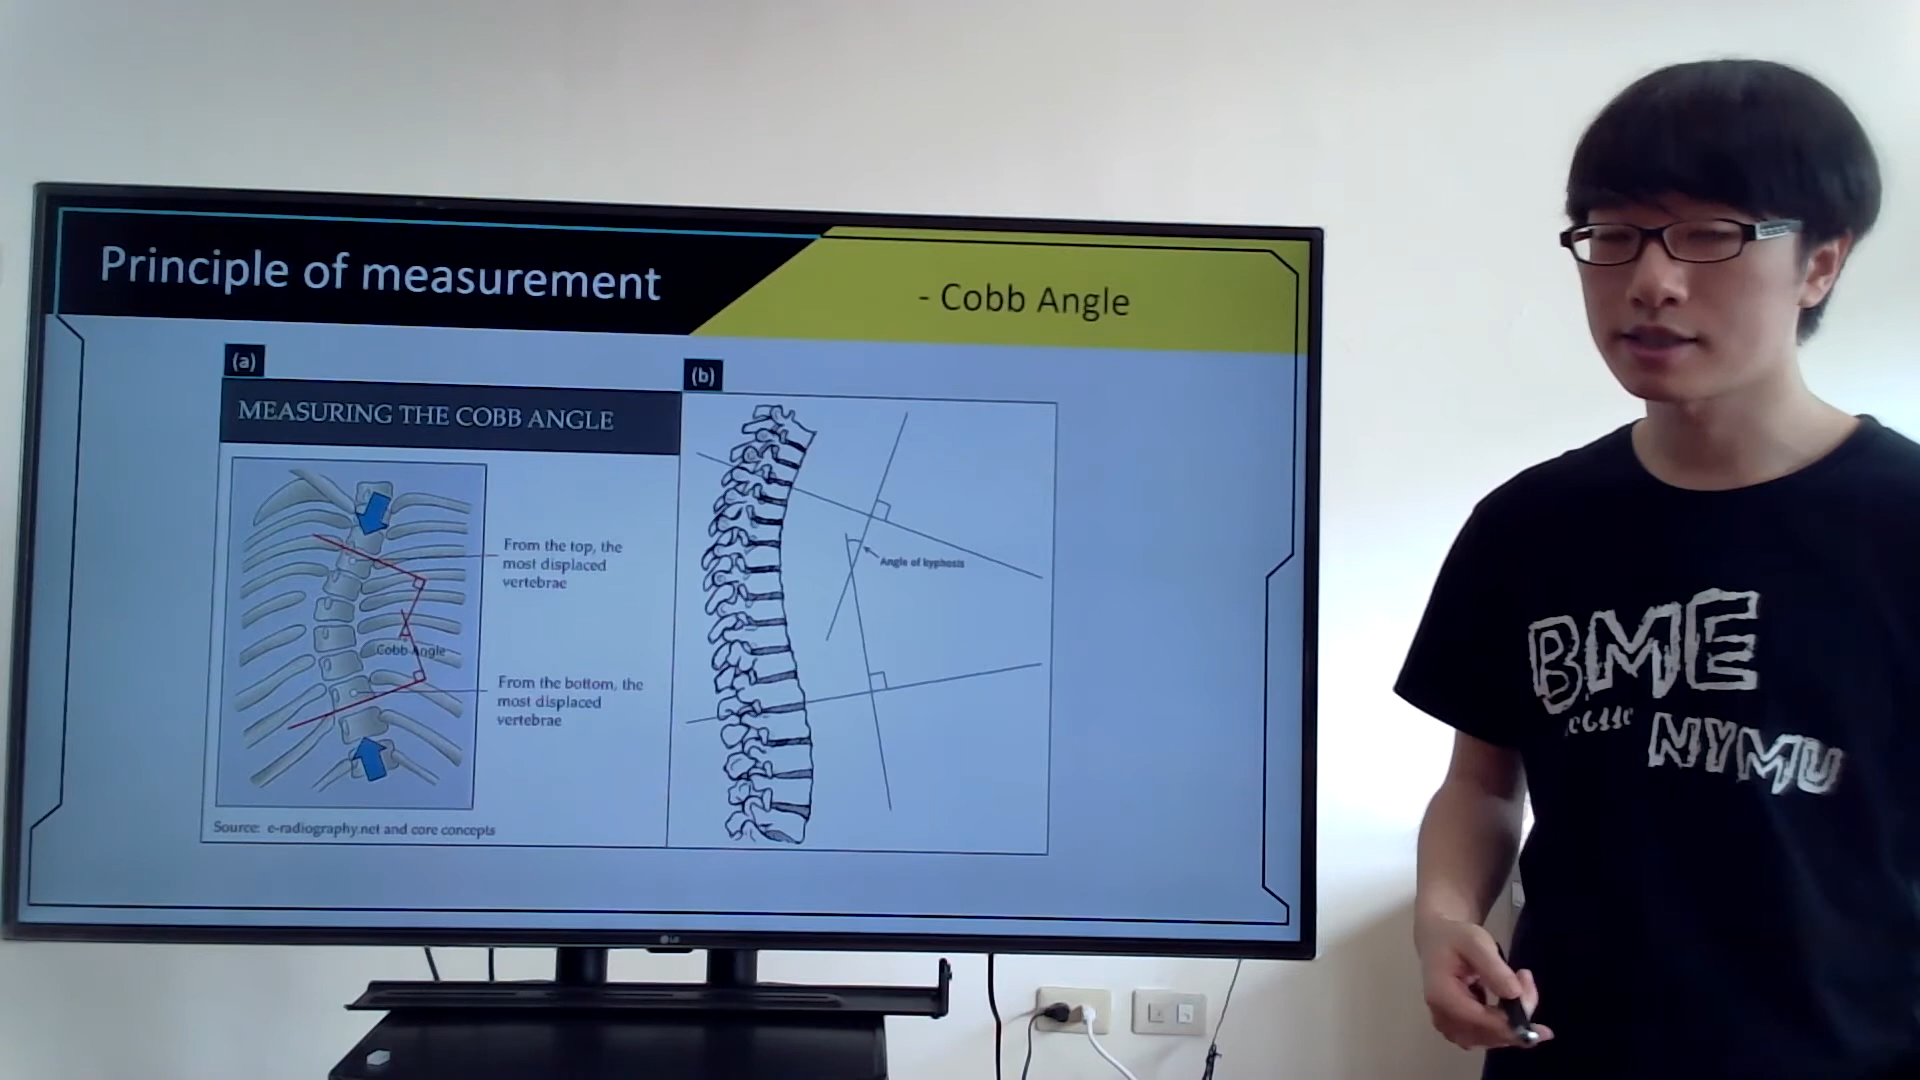 Principle of measurement
- Cobb Angle
(a)
MEASURING THE COBB ANGLE
From the top, the
most displaced
vertebrae
Cobb Angle
From the bottom, the
most displaced
vertebrae
Source: e-radiography.net and core concepts
(b)
Angle of kyphosis
LG
BME
NYMU